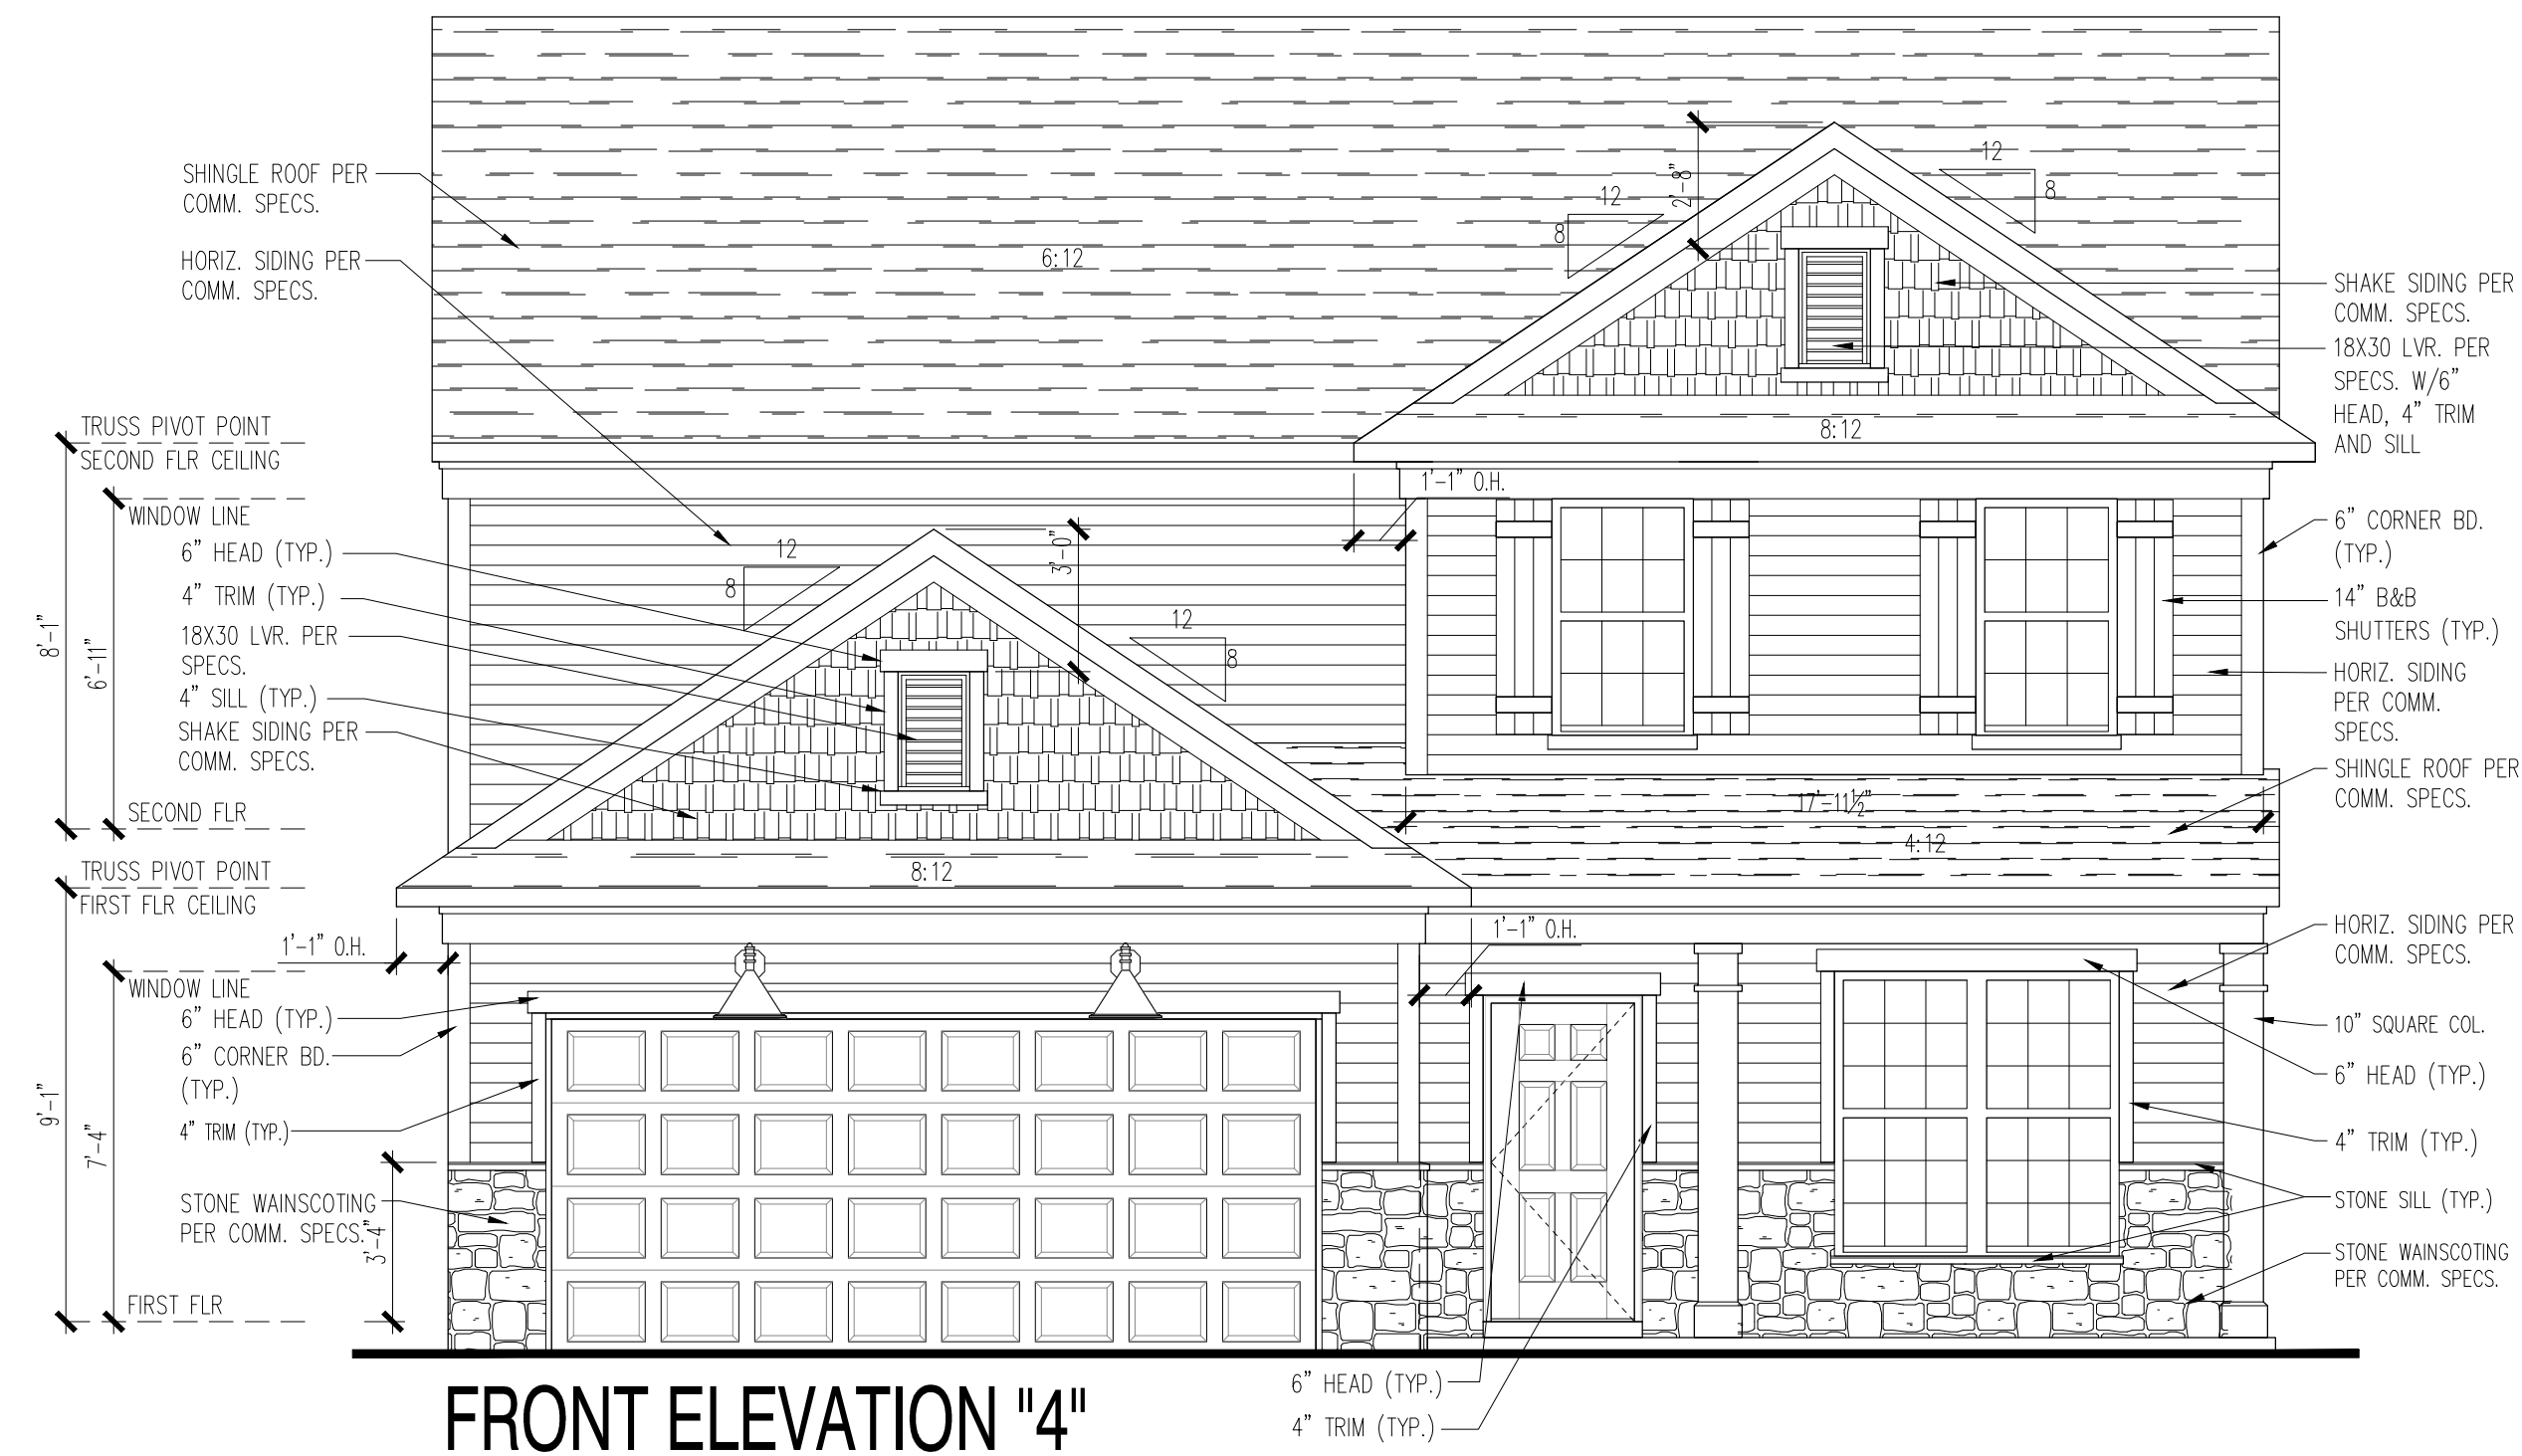 SHINGLE ROOF PER
COMM. SPECS.
HORIZ. SIDING PER
COMM. SPECS.
TRUSS PIVOT POINT
SECOND FLR CEILING
WINDOW LINE
6" HEAD (TYP.)
4" TRIM (TYP.)
18X30 LVR. PER
SPECS.
4" SILL (TYP.)
SHAKE SIDING PER
COMM. SPECS.
8'-1"
6'-11"
SECOND FLR
TRUSS PIVOT POINT
FIRST FLR CEILING
1'-1" O.H.
WINDOW LINE
6" HEAD (TYP.)
6" CORNER BD.
(TYP.)
4" TRIM (TYP.)
9'-1"
7'-4"
STONE WAINSCOTING
PER COMM. SPECS.
3'-4"
FIRST FLR
6:12
12
8
2'-8"
12
8
8:12
1'-1" O.H.
12
8
3'-0"
12
8
8:12
17'-11½"
4:12
1'-1" O.H.
SHAKE SIDING PER
COMM. SPECS.
18X30 LVR. PER
SPECS. W/6"
HEAD, 4" TRIM
AND SILL
6" CORNER BD.
(TYP.)
14" B&B
SHUTTERS (TYP.)
HORIZ. SIDING
PER COMM.
SPECS.
SHINGLE ROOF PER
COMM. SPECS.
HORIZ. SIDING PER
COMM. SPECS.
10" SQUARE COL.
6" HEAD (TYP.)
4" TRIM (TYP.)
STONE SILL (TYP.)
STONE WAINSCOTING
PER COMM. SPECS.
6" HEAD (TYP.)
4" TRIM (TYP.)
FRONT ELEVATION "4"